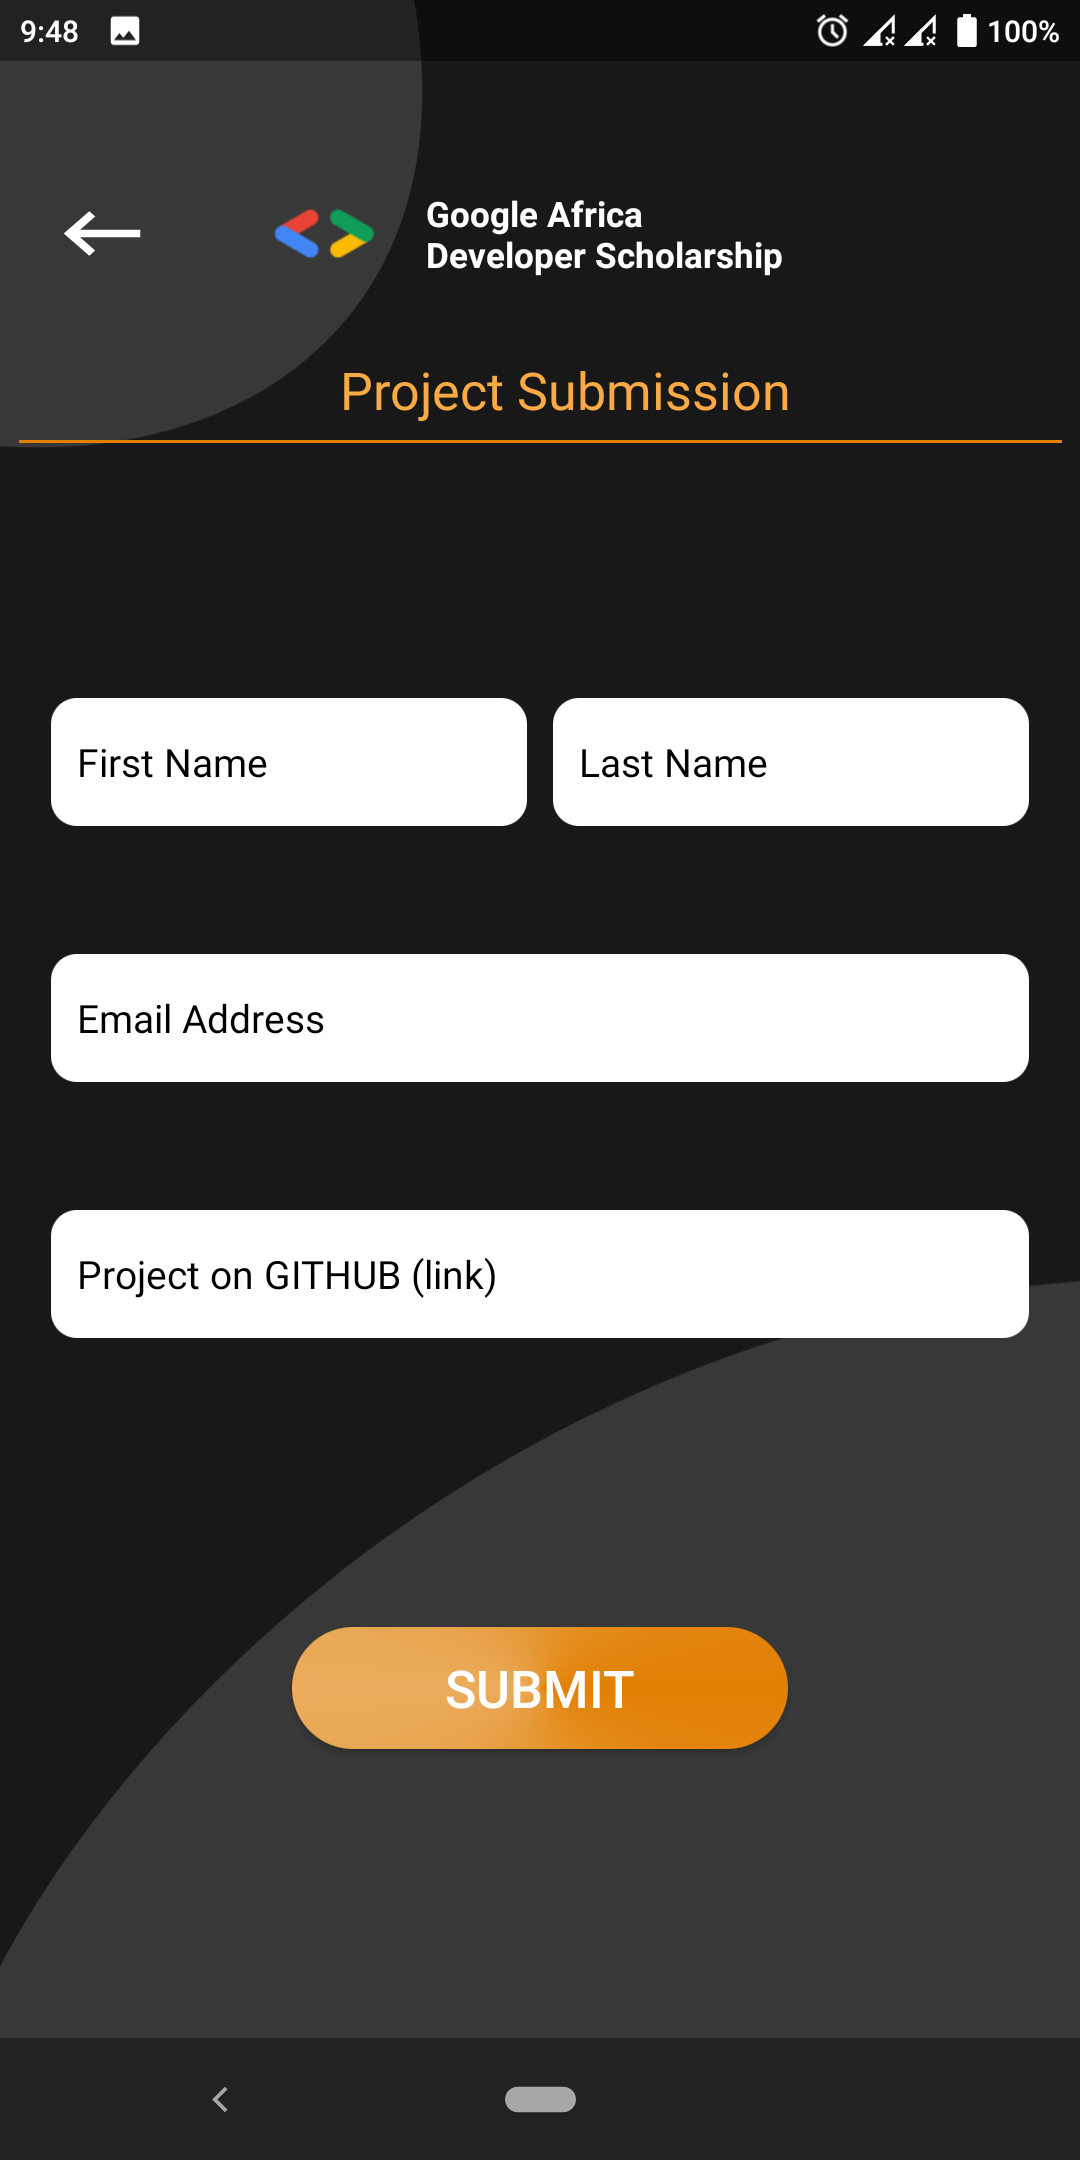 9:48
100%
Google Africa
Developer Scholarship
Project Submission
First Name
Last Name
Email Address
Project on GITHUB (link)
SUBMIT